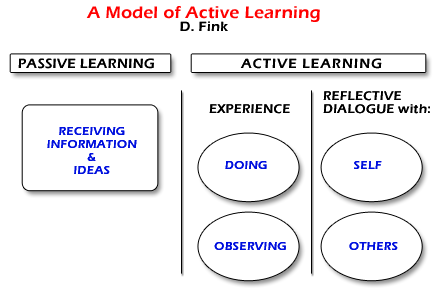 A Model of Active Learning
D. Fink
PASSIVE LEARNING
ACTIVE LEARNING
RECEIVING
INFORMATION
&
IDEAS
EXPERIENCE
DOING
OBSERVING
REFLECTIVE
DIALOGUE with:
SELF
OTHERS